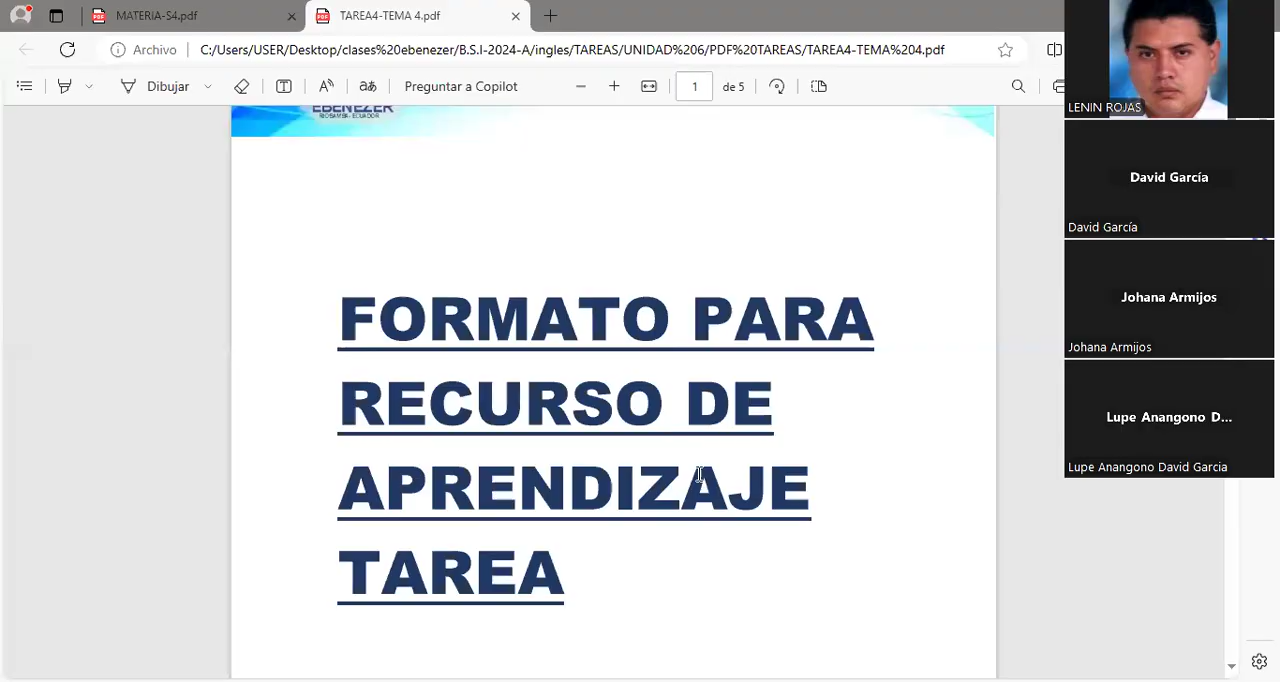 MATERIA-S4.pdf
TAREA4-TEMA 4.pdf
Archivo
C:/Users/USER/Desktop/clases%20ebenezer/B.S.I-2024-A/ingles/TAREAS/UNIDAD%206/PDF%20TAREAS/TAREA4-TEMA%204.pdf
Dibujar
Preguntar a Copilot
1
de 5
EBENEZER
RIOBAMBA - ECUADOR
FORMATO PARA
RECURSO DE
APRENDIZAJE
TAREA
LENIN ROJAS
David García
David García
Johana Armijos
Johana Armijos
Lupe Anangono D...
Lupe Anangono David Garcia